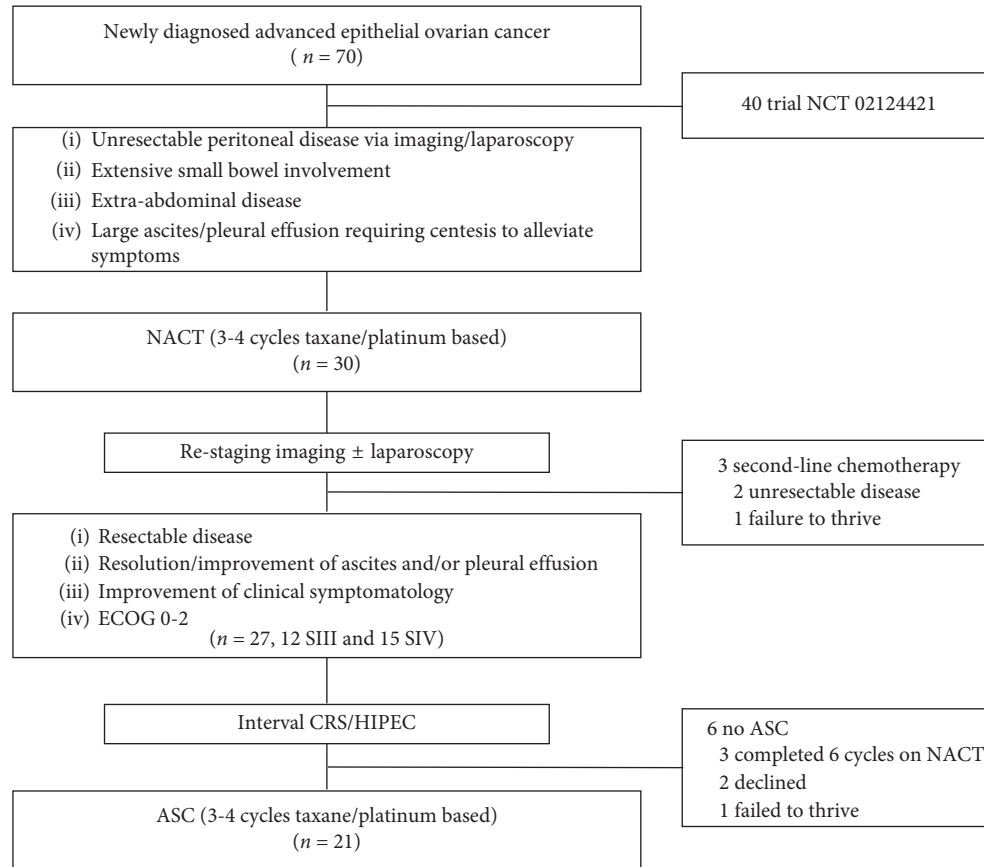 Newly diagnosed advanced epithelial ovarian cancer
( n = 70)
40 trial NCT 02124421
(i) Unresectable peritoneal disease via imaging/laparoscopy
(ii) Extensive small bowel involvement
(iii) Extra-abdominal disease
(iv) Large ascites/pleural effusion requiring centesis to alleviate
symptoms
NACT (3-4 cycles taxane/platinum based)
(n = 30)
Re-staging imaging ± laparoscopy
3 second-line chemotherapy
2 unresectable disease
1 failure to thrive
(i) Resectable disease
(ii) Resolution/improvement of ascites and/or pleural effusion
(iii) Improvement of clinical symptomatology
(iv) ECOG 0-2
(n = 27, 12 SIII and 15 SIV)
Interval CRS/HIPEC
6 no ASC
3 completed 6 cycles on NACT
2 declined
1 failed to thrive
ASC (3-4 cycles taxane/platinum based)
(n = 21)